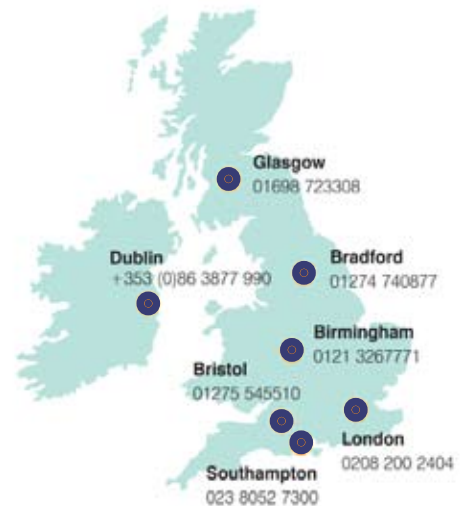 Glasgow
01698 723308
Dublin
+353 (0)86 3877 990
Bradford
01274 740877
Birmingham
0121 3267771
Bristol
01275 545510
London
0208 200 2404
Southampton
023 8052 7300